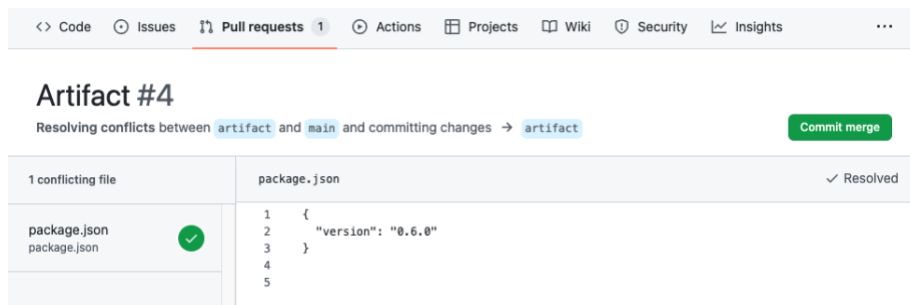 <> Code Issues Pull requests 1 Actions Projects Wiki Security Insights ...
Artifact #4
Resolving conflicts between artifact and main and committing changes → artifact
Commit merge
1 conflicting file
package.json
✓ Resolved
package.json
package.json
1 {
2 "version": "0.6.0"
3 }
4
5